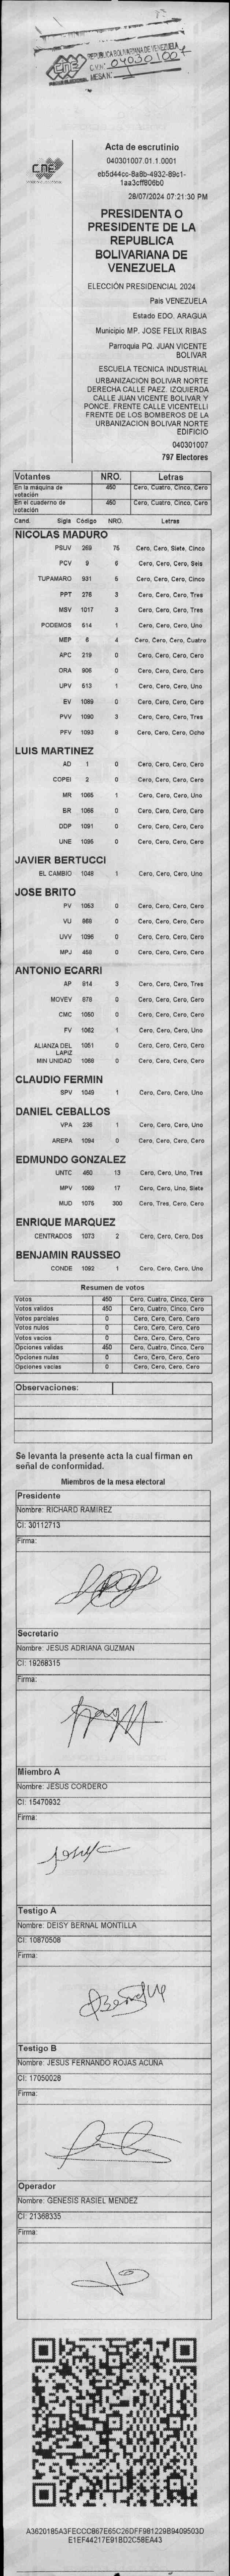 REPUBLICA BOLIVARIANA DE VENEZUELA
C.V.N°: 040301007
MESA N°:
CNE
PODER ELECTORAL
CNE
Acta de escrutinio
040301007.01.1.0001
eb5d44cc-8a8b-4932-89c1-
1aa3cff806b0
28/07/2024 07:21:30 PM
PRESIDENTA O
PRESIDENTE DE LA
REPUBLICA
BOLIVARIANA DE
VENEZUELA
ELECCIÓN PRESIDENCIAL 2024
Pais VENEZUELA
Estado EDO. ARAGUA
Municipio MP. JOSE FELIX RIBAS
Parroquia PQ. JUAN VICENTE
BOLIVAR
ESCUELA TECNICA INDUSTRIAL
URBANIZACION BOLIVAR NORTE
DERECHA CALLE PAEZ. IZQUIERDA
CALLE JUAN VICENTE BOLIVAR Y
PONCE. FRENTE CALLE VICENTELLI
FRENTE DE LOS BOMBEROS DE LA
URBANIZACION BOLIVAR NORTE
EDIFICIO
040301007
797 Electores
Votantes NRO. Letras
En la máquina de votación 450 Cero, Cuatro, Cinco, Cero
En el cuaderno de votación 450 Cero, Cuatro, Cinco, Cero
Cand. Sigla Código NRO. Letras
NICOLAS MADURO
PSUV 269 75 Cero, Cero, Siete, Cinco
PCV 9 6 Cero, Cero, Cero, Seis
TUPAMARO 931 5 Cero, Cero, Cero, Cinco
PPT 276 3 Cero, Cero, Cero, Tres
MSV 1017 3 Cero, Cero, Cero, Tres
PODEMOS 514 1 Cero, Cero, Cero, Uno
MEP 6 4 Cero, Cero, Cero, Cuatro
APC 219 0 Cero, Cero, Cero, Cero
ORA 906 0 Cero, Cero, Cero, Cero
UPV 513 1 Cero, Cero, Cero, Uno
EV 1089 0 Cero, Cero, Cero, Cero
PVV 1090 3 Cero, Cero, Cero, Tres
PFV 1093 8 Cero, Cero, Cero, Ocho
LUIS MARTINEZ
AD 1 0 Cero, Cero, Cero, Cero
COPEI 2 0 Cero, Cero, Cero, Cero
MR 1065 1 Cero, Cero, Cero, Uno
BR 1066 0 Cero, Cero, Cero, Cero
DDP 1091 0 Cero, Cero, Cero, Cero
UNE 1095 0 Cero, Cero, Cero, Cero
JAVIER BERTUCCI
EL CAMBIO 1048 1 Cero, Cero, Cero, Uno
JOSE BRITO
PV 1053 0 Cero, Cero, Cero, Cero
VU 868 0 Cero, Cero, Cero, Cero
UVV 1096 0 Cero, Cero, Cero, Cero
MPJ 458 0 Cero, Cero, Cero, Cero
ANTONIO ECARRI
AP 814 3 Cero, Cero, Cero, Tres
MOVEV 678 0 Cero, Cero, Cero, Cero
CMC 1050 0 Cero, Cero, Cero, Cero
FV 1062 1 Cero, Cero, Cero, Uno
ALIANZA DEL LAPIZ 1051 0 Cero, Cero, Cero, Cero
MIN UNIDAD 1068 0 Cero, Cero, Cero, Cero
CLAUDIO FERMIN
SPV 1049 1 Cero, Cero, Cero, Uno
DANIEL CEBALLOS
VPA 236 1 Cero, Cero, Cero, Uno
AREPA 1094 0 Cero, Cero, Cero, Cero
EDMUNDO GONZALEZ
UNTC 460 13 Cero, Cero, Uno, Tres
MPV 1069 17 Cero, Cero, Uno, Siete
MUD 1075 300 Cero, Tres, Cero, Cero
ENRIQUE MARQUEZ
CENTRADOS 1073 2 Cero, Cero, Cero, Dos
BENJAMIN RAUSSEO
CONDE 1092 1 Cero, Cero, Cero, Uno
Resumen de votos
Votos 450 Cero, Cuatro, Cinco, Cero
Votos validos 450 Cero, Cuatro, Cinco, Cero
Votos parciales 0 Cero, Cero, Cero, Cero
Votos nulos 0 Cero, Cero, Cero, Cero
Votos vacios 0 Cero, Cero, Cero, Cero
Opciones validas 450 Cero, Cuatro, Cinco, Cero
Opciones nulas 0 Cero, Cero, Cero, Cero
Opciones vacias 0 Cero, Cero, Cero, Cero
Observaciones:
Se levanta la presente acta la cual firman en
señal de conformidad.
Miembros de la mesa electoral
Presidente
Nombre: RICHARD RAMIREZ
CI: 30112713
Firma:
Secretario
Nombre: JESUS ADRIANA GUZMAN
CI: 19268315
Firma:
Miembro A
Nombre: JESUS CORDERO
CI: 15470932
Firma:
Testigo A
Nombre: DEISY BERNAL MONTILLA
CI: 10870508
Firma:
Testigo B
Nombre: JESUS FERNANDO ROJAS ACUÑA
CI: 17050028
Firma:
Operador
Nombre: GENESIS RASIEL MENDEZ
CI: 21368335
Firma:
A3620185A3FECCC867E65C26DFF981229B9409503D
E1EF44217E91BD2C58EA43